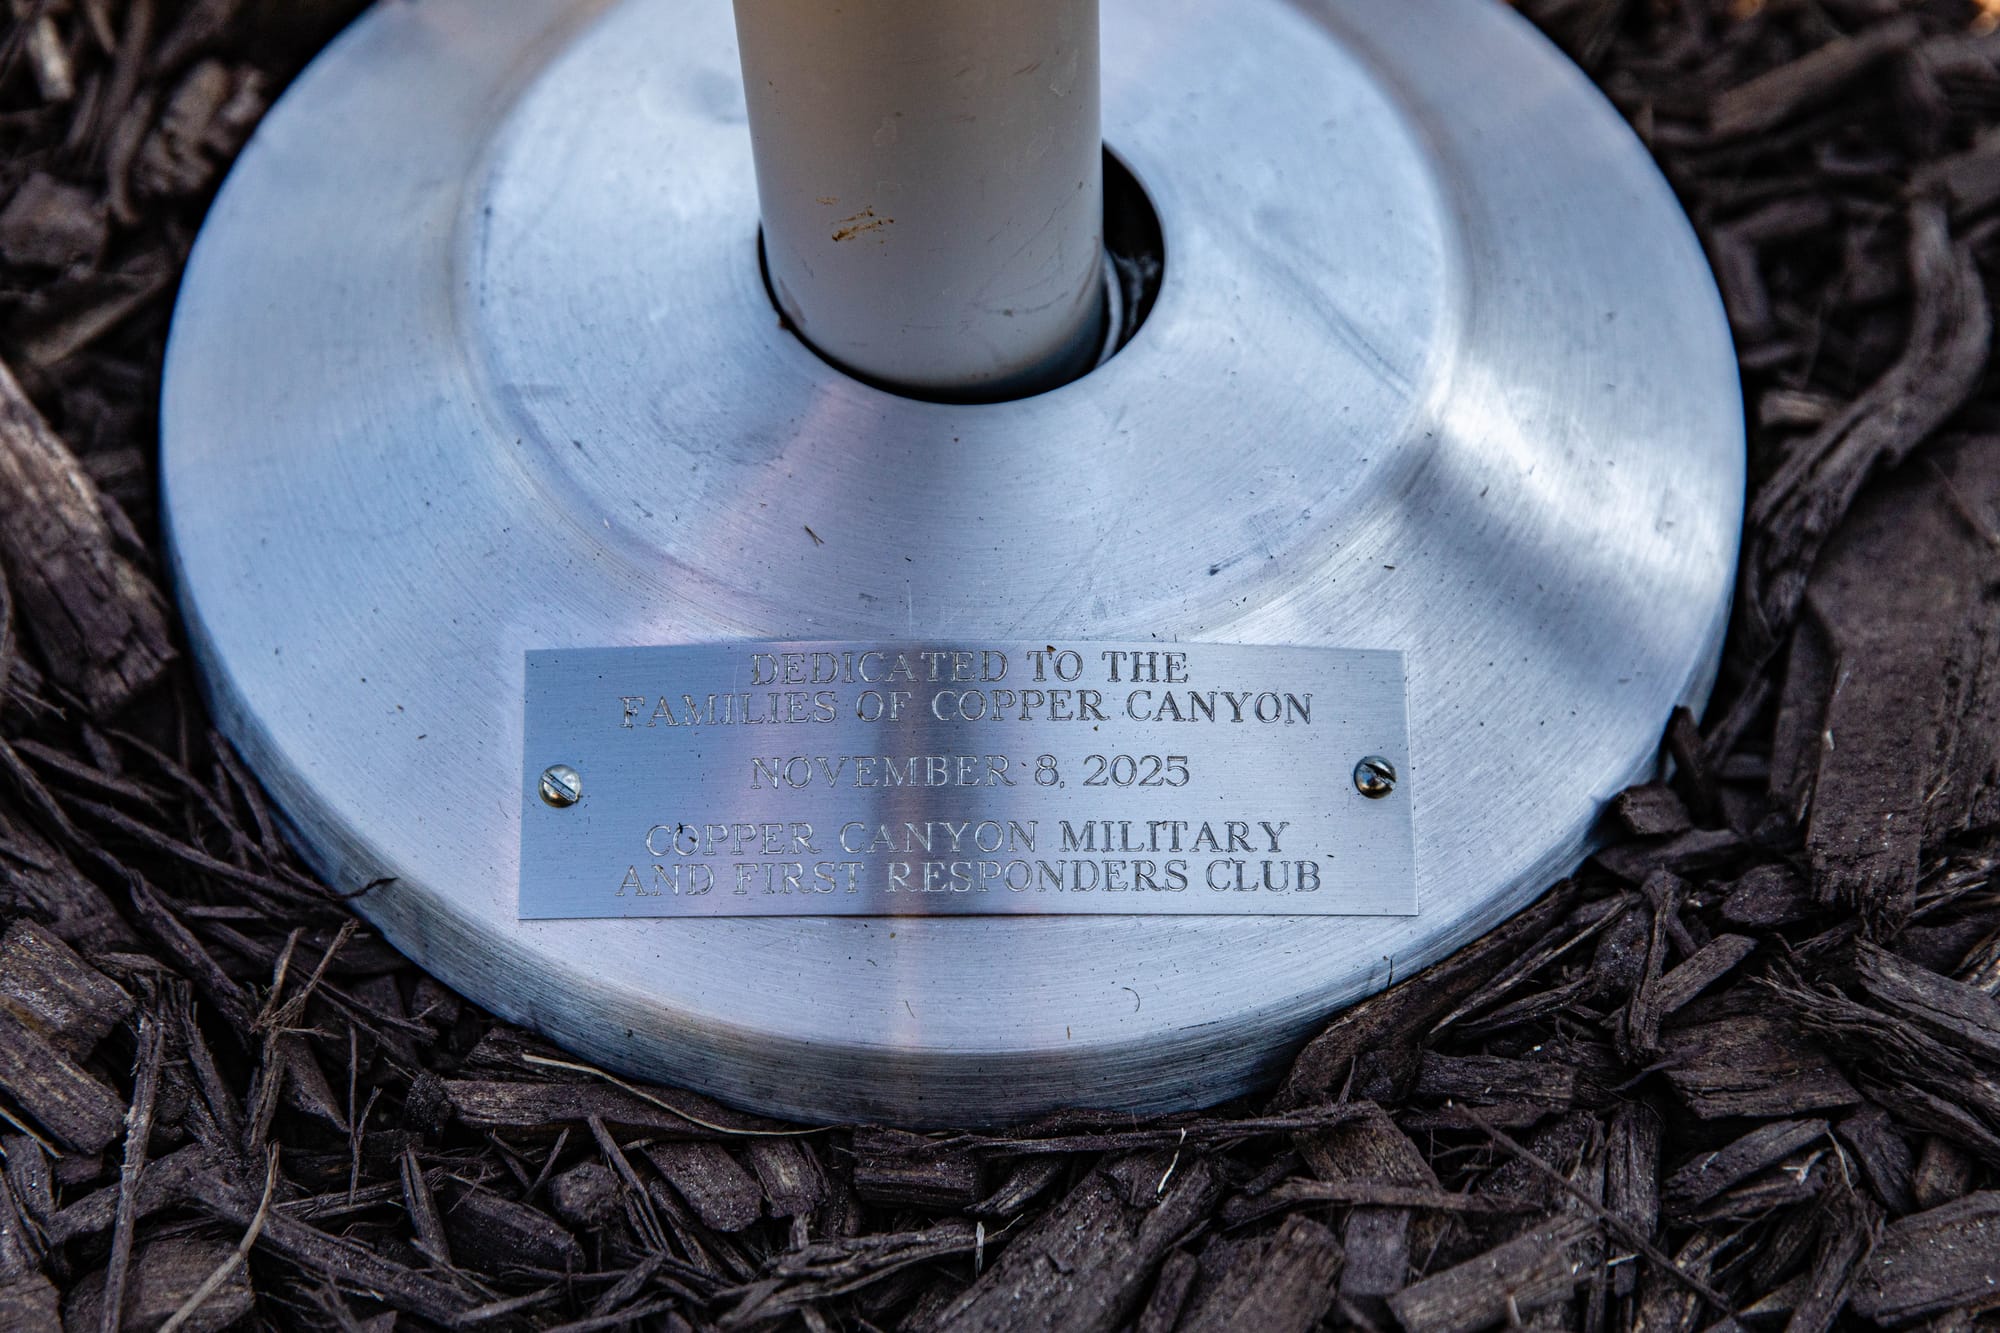 DEDICATED TO THE
FAMILIES OF COPPER CANYON
NOVEMBER 8, 2025
COPPER CANYON MILITARY
AND FIRST RESPONDERS CLUB